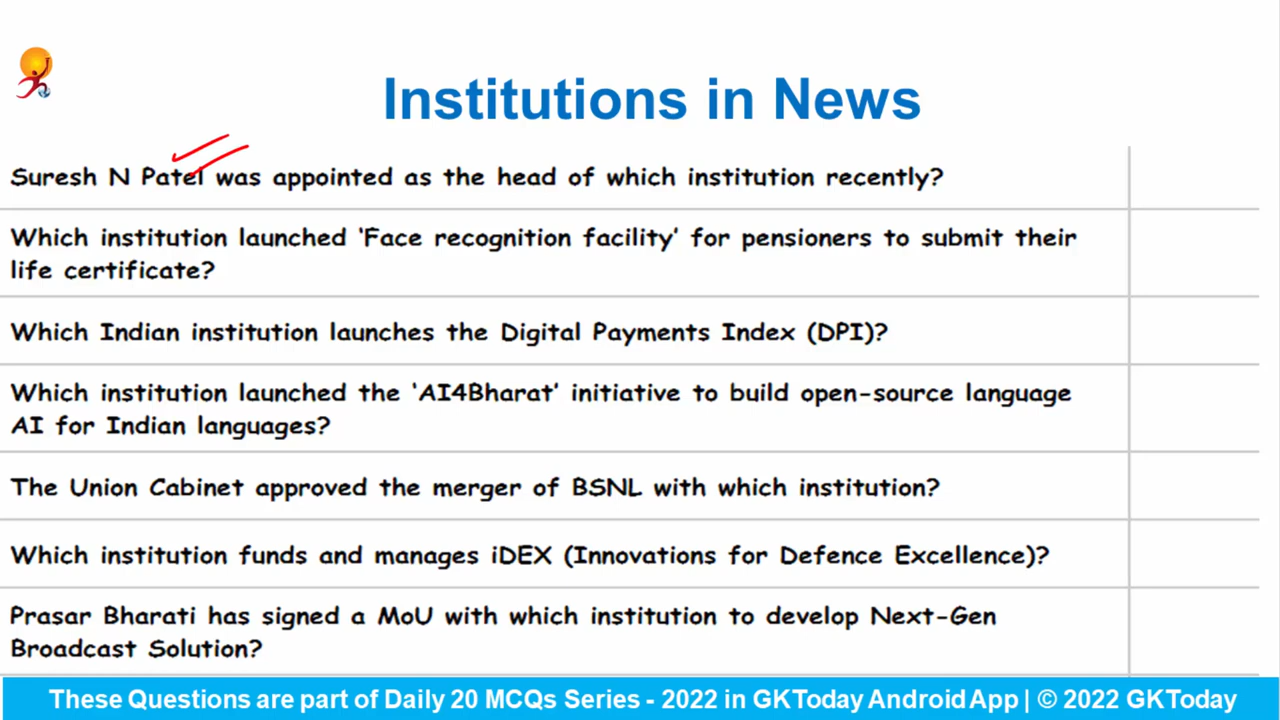 Institutions in News
Suresh N Patel was appointed as the head of which institution recently?
Which institution launched ‘Face recognition facility’ for pensioners to submit their
life certificate?
Which Indian institution launches the Digital Payments Index (DPI)?
Which institution launched the ‘AI4Bharat’ initiative to build open-source language
AI for Indian languages?
The Union Cabinet approved the merger of BSNL with which institution?
Which institution funds and manages iDEX (Innovations for Defence Excellence)?
Prasar Bharati has signed a MoU with which institution to develop Next-Gen
Broadcast Solution?
These Questions are part of Daily 20 MCQs Series - 2022 in GKToday Android App | © 2022 GKToday